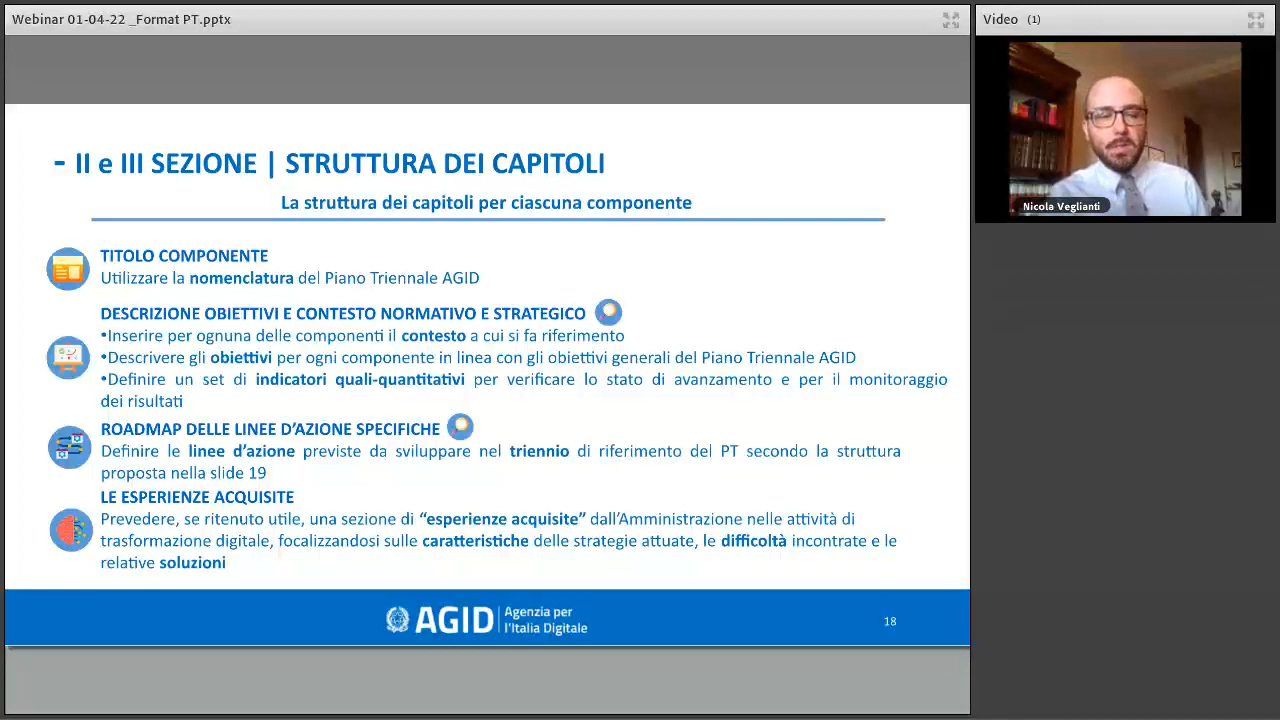 Webinar 01-04-22 _Format PT.pptx
Video (1)
Nicola Veglianti
- II e III SEZIONE | STRUTTURA DEI CAPITOLI
La struttura dei capitoli per ciascuna componente
TITOLO COMPONENTE
Utilizzare la nomenclatura del Piano Triennale AGID
DESCRIZIONE OBIETTIVI E CONTESTO NORMATIVO E STRATEGICO
•Inserire per ognuna delle componenti il contesto a cui si fa riferimento
•Descrivere gli obiettivi per ogni componente in linea con gli obiettivi generali del Piano Triennale AGID
•Definire un set di indicatori quali-quantitativi per verificare lo stato di avanzamento e per il monitoraggio
dei risultati
ROADMAP DELLE LINEE D’AZIONE SPECIFICHE
Definire le linee d’azione previste da sviluppare nel triennio di riferimento del PT secondo la struttura
proposta nella slide 19
LE ESPERIENZE ACQUISITE
Prevedere, se ritenuto utile, una sezione di “esperienze acquisite” dall’Amministrazione nelle attività di
trasformazione digitale, focalizzandosi sulle caratteristiche delle strategie attuate, le difficoltà incontrate e le
relative soluzioni
AGID
Agenzia per
l’Italia Digitale
18